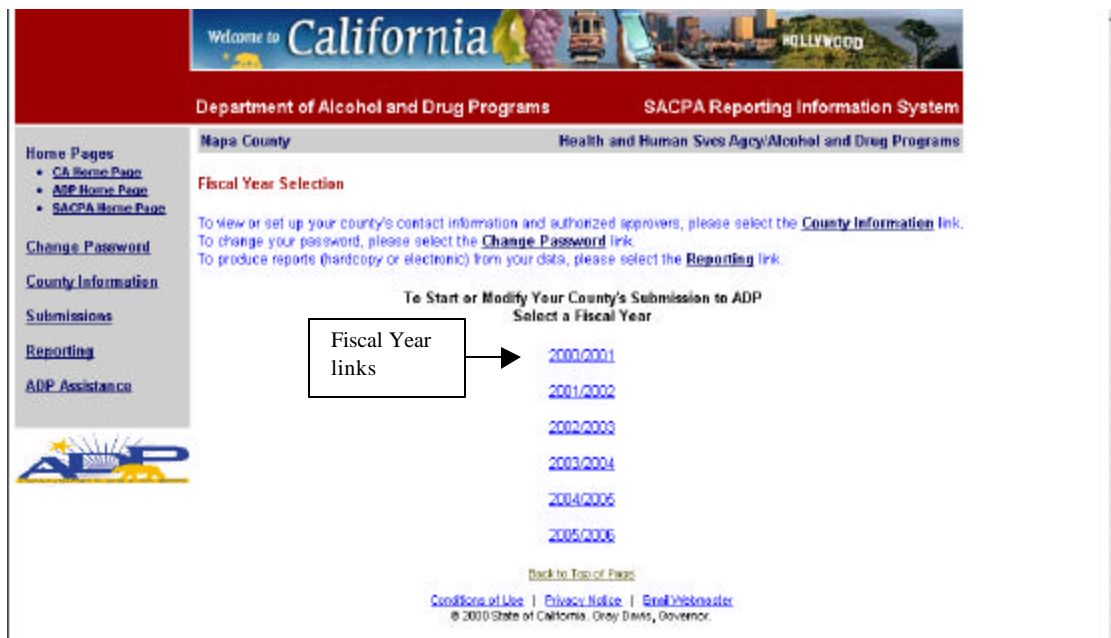 Welcome to California
HOLLYWOOD
Department of Alcohol and Drug Programs
SACPA Reporting Information System
Napa County
Health and Human Svcs Agcy/Alcohol and Drug Programs
Home Pages
• CA Home Page
• ADP Home Page
• SACPA Home Page
Change Password
County Information
Submissions
Reporting
ADP Assistance
ADP
Fiscal Year Selection
To view or set up your county's contact information and authorized approvers, please select the County Information link.
To change your password, please select the Change Password link.
To produce reports (hardcopy or electronic) from your data, please select the Reporting link.
To Start or Modify Your County's Submission to ADP
Select a Fiscal Year
Fiscal Year
links
2000/2001
2001/2002
2002/2003
2003/2004
2004/2005
2005/2006
Back to Top of Page
Conditions of Use | Privacy Notice | Email Webmaster
© 2000 State of California. Gray Davis, Governor.